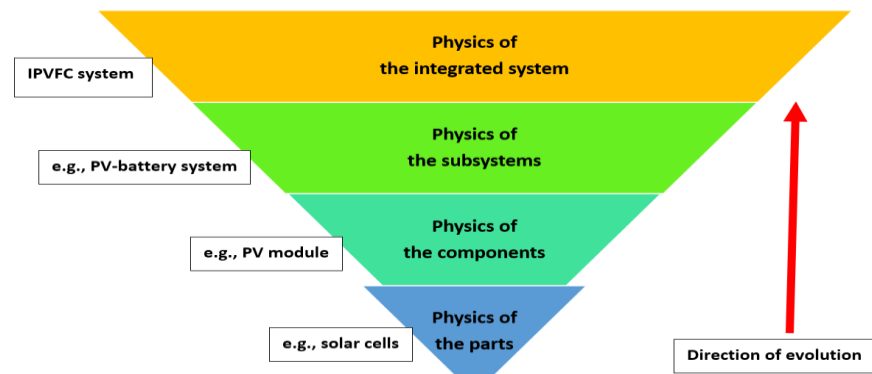 Physics of
the integrated system
IPVFC system
Physics of
the subsystems
e.g., PV-battery system
Physics of
the components
e.g., PV module
Physics of
the parts
e.g., solar cells
Direction of evolution